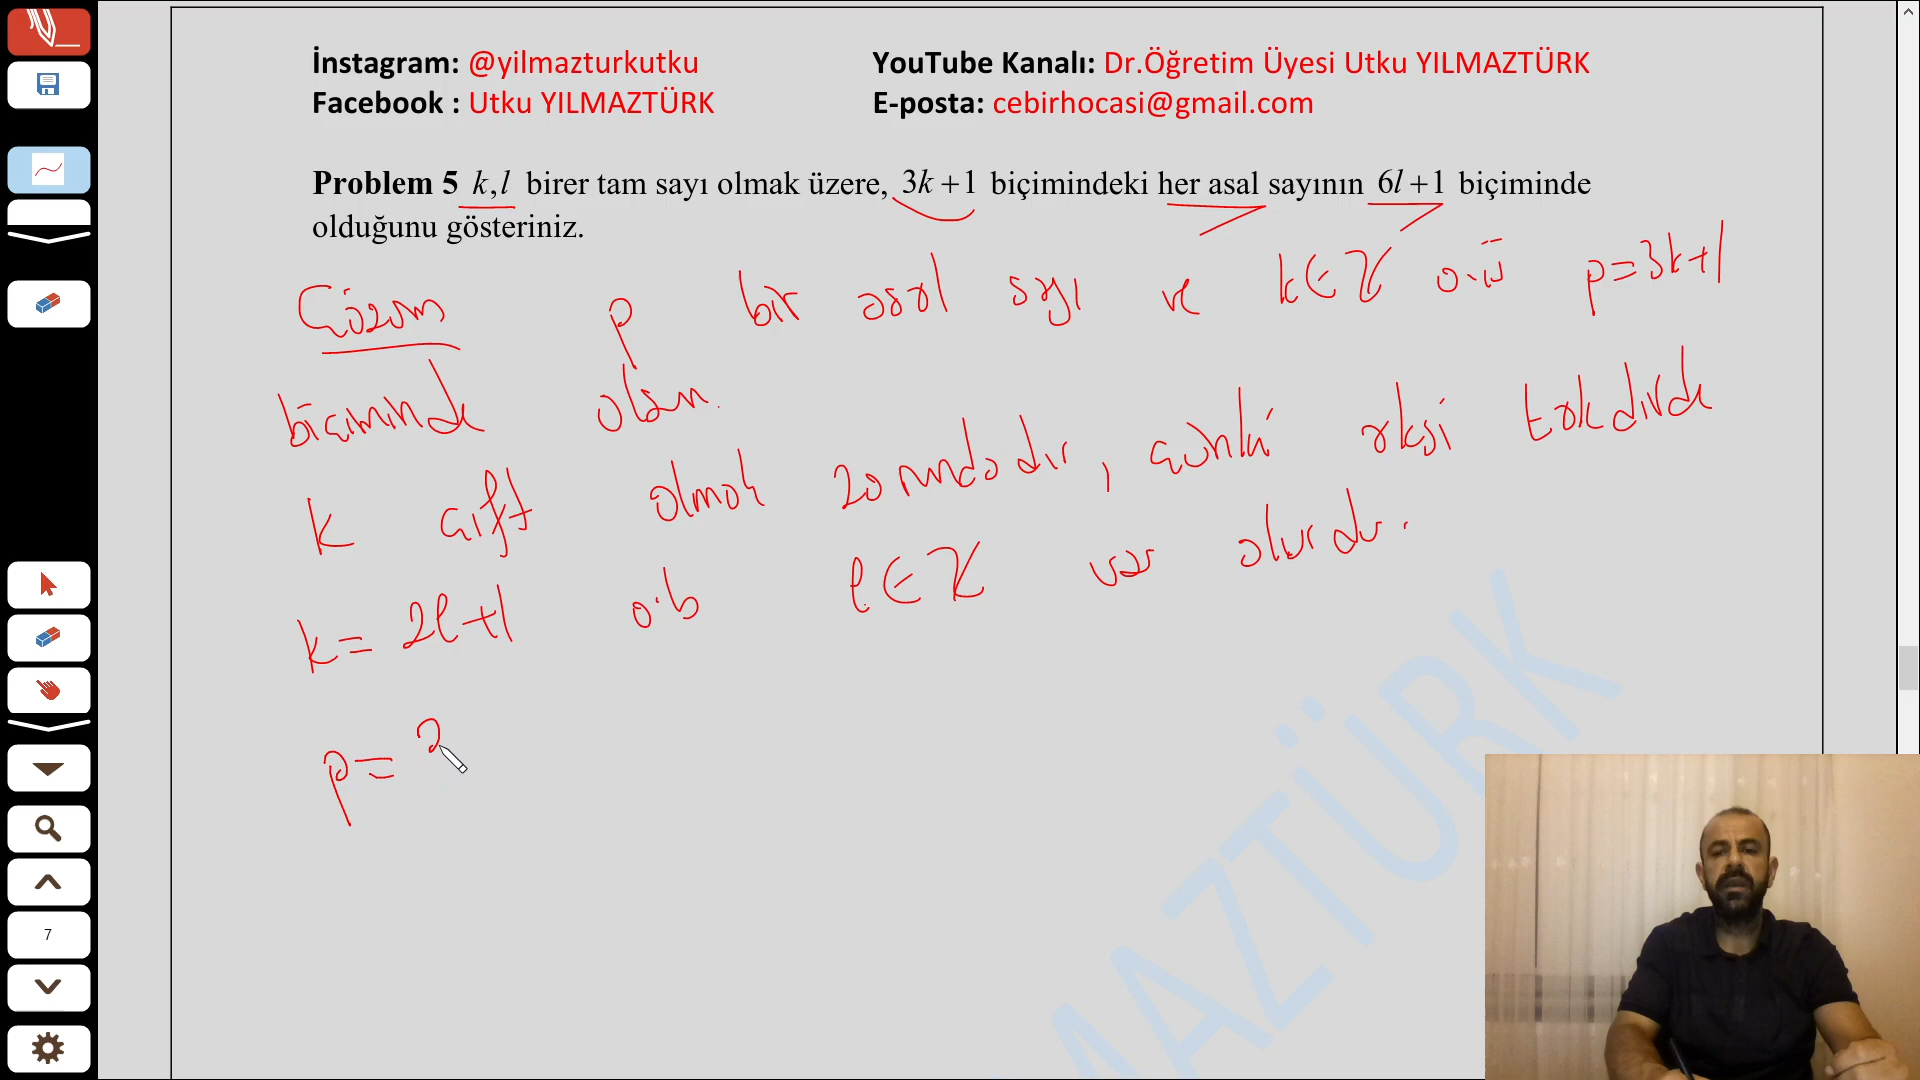 İnstagram: @yilmazturkutku YouTube Kanalı: Dr.Öğretim Üyesi Utku YILMAZTÜRK
Facebook : Utku YILMAZTÜRK E-posta: cebirhocasi@gmail.com
Problem 5 k,l birer tam sayı olmak üzere, 3k+1 biçimindeki her asal sayının 6l+1 biçiminde
olduğunu gösteriniz.
Çözüm p bir asal sayı ve k∈ℤ o.ü p=3k+1
biçiminde olsun.
k çift olmak zorundadır, çünkü aksi takdirde
k= 2l+1 o.b l∈ℤ var olurdu.
p=
MAZTÜRK
7